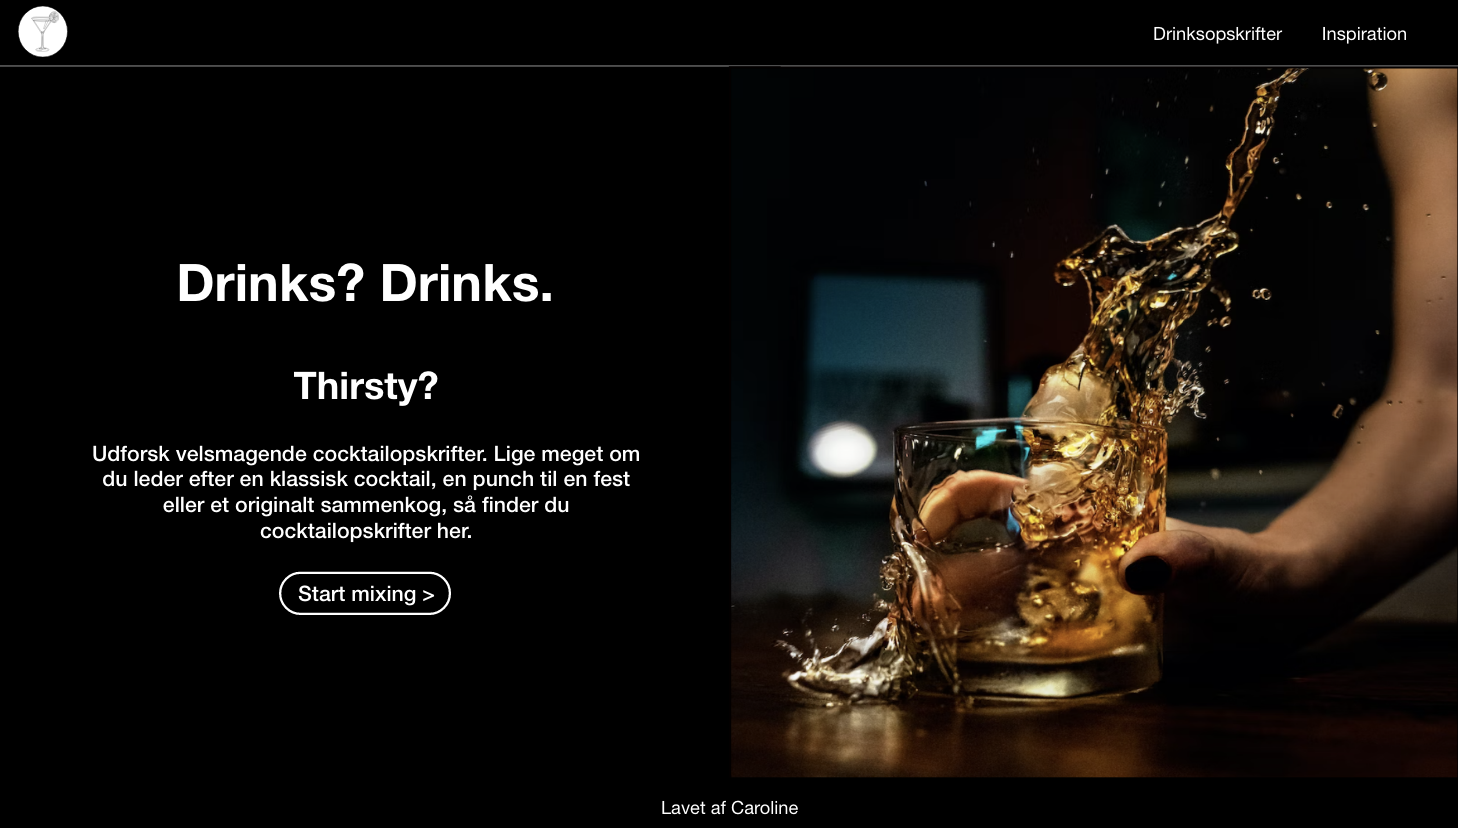 Drinksopskrifter Inspiration
Drinks? Drinks.
Thirsty?
Udforsk velsmagende cocktailopskrifter. Lige meget om
du leder efter en klassisk cocktail, en punch til en fest
eller et originalt sammenkog, så finder du
cocktailopskrifter her.
Start mixing >
Lavet af Caroline